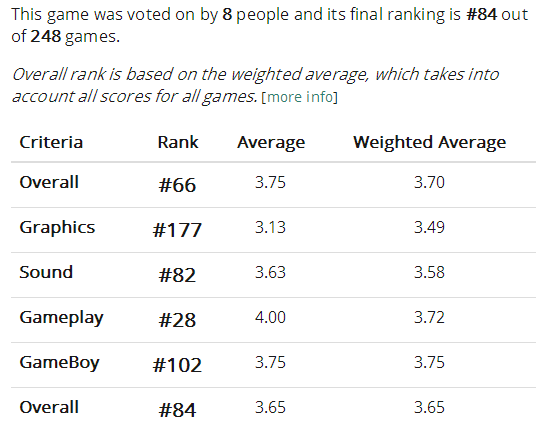 This game was voted on by 8 people and its final ranking is #84 out
of 248 games.
Overall rank is based on the weighted average, which takes into
account all scores for all games. [more info]
Criteria Rank Average Weighted Average
Overall #66 3.75 3.70
Graphics #177 3.13 3.49
Sound #82 3.63 3.58
Gameplay #28 4.00 3.72
GameBoy #102 3.75 3.75
Overall #84 3.65 3.65